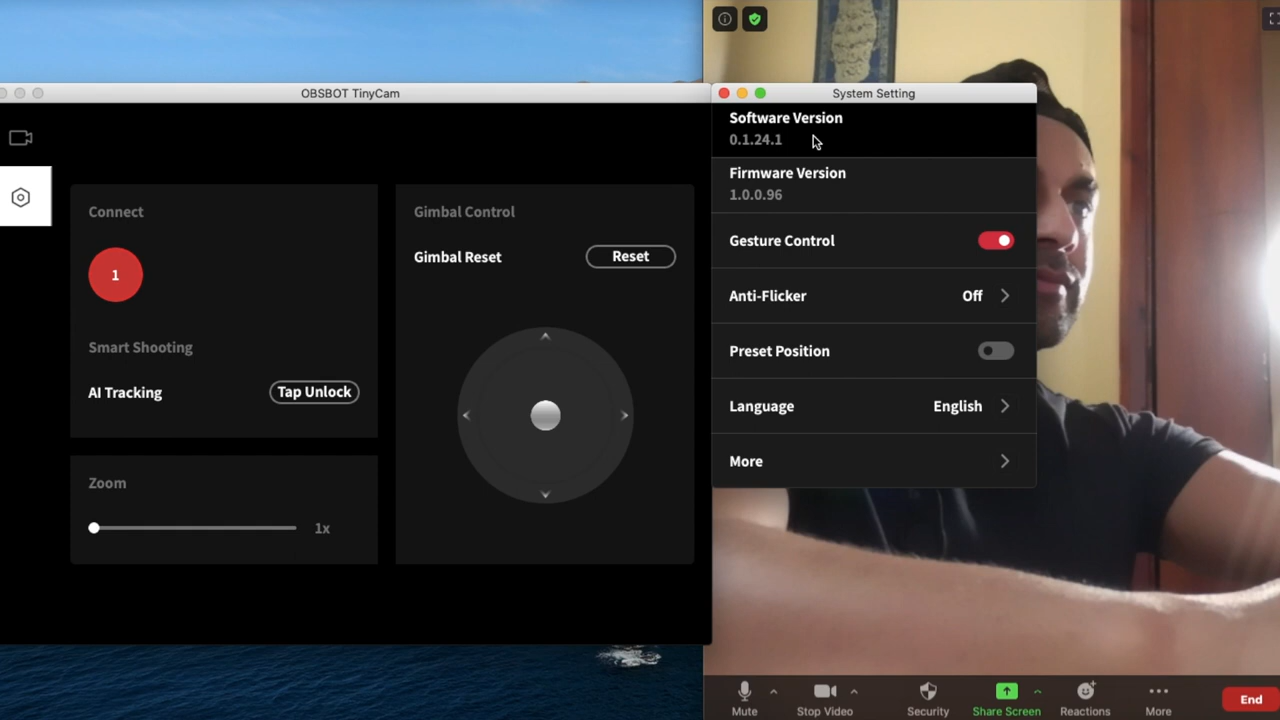 OBSBOT TinyCam
Connect
1
Smart Shooting
AI Tracking
Tap Unlock
Zoom
1x
Gimbal Control
Gimbal Reset
Reset
System Setting
Software Version
0.1.24.1
Firmware Version
1.0.0.96
Gesture Control
Anti-Flicker
Off
Preset Position
Language
English
More
Mute
Stop Video
Security
Share Screen
Reactions
More
End